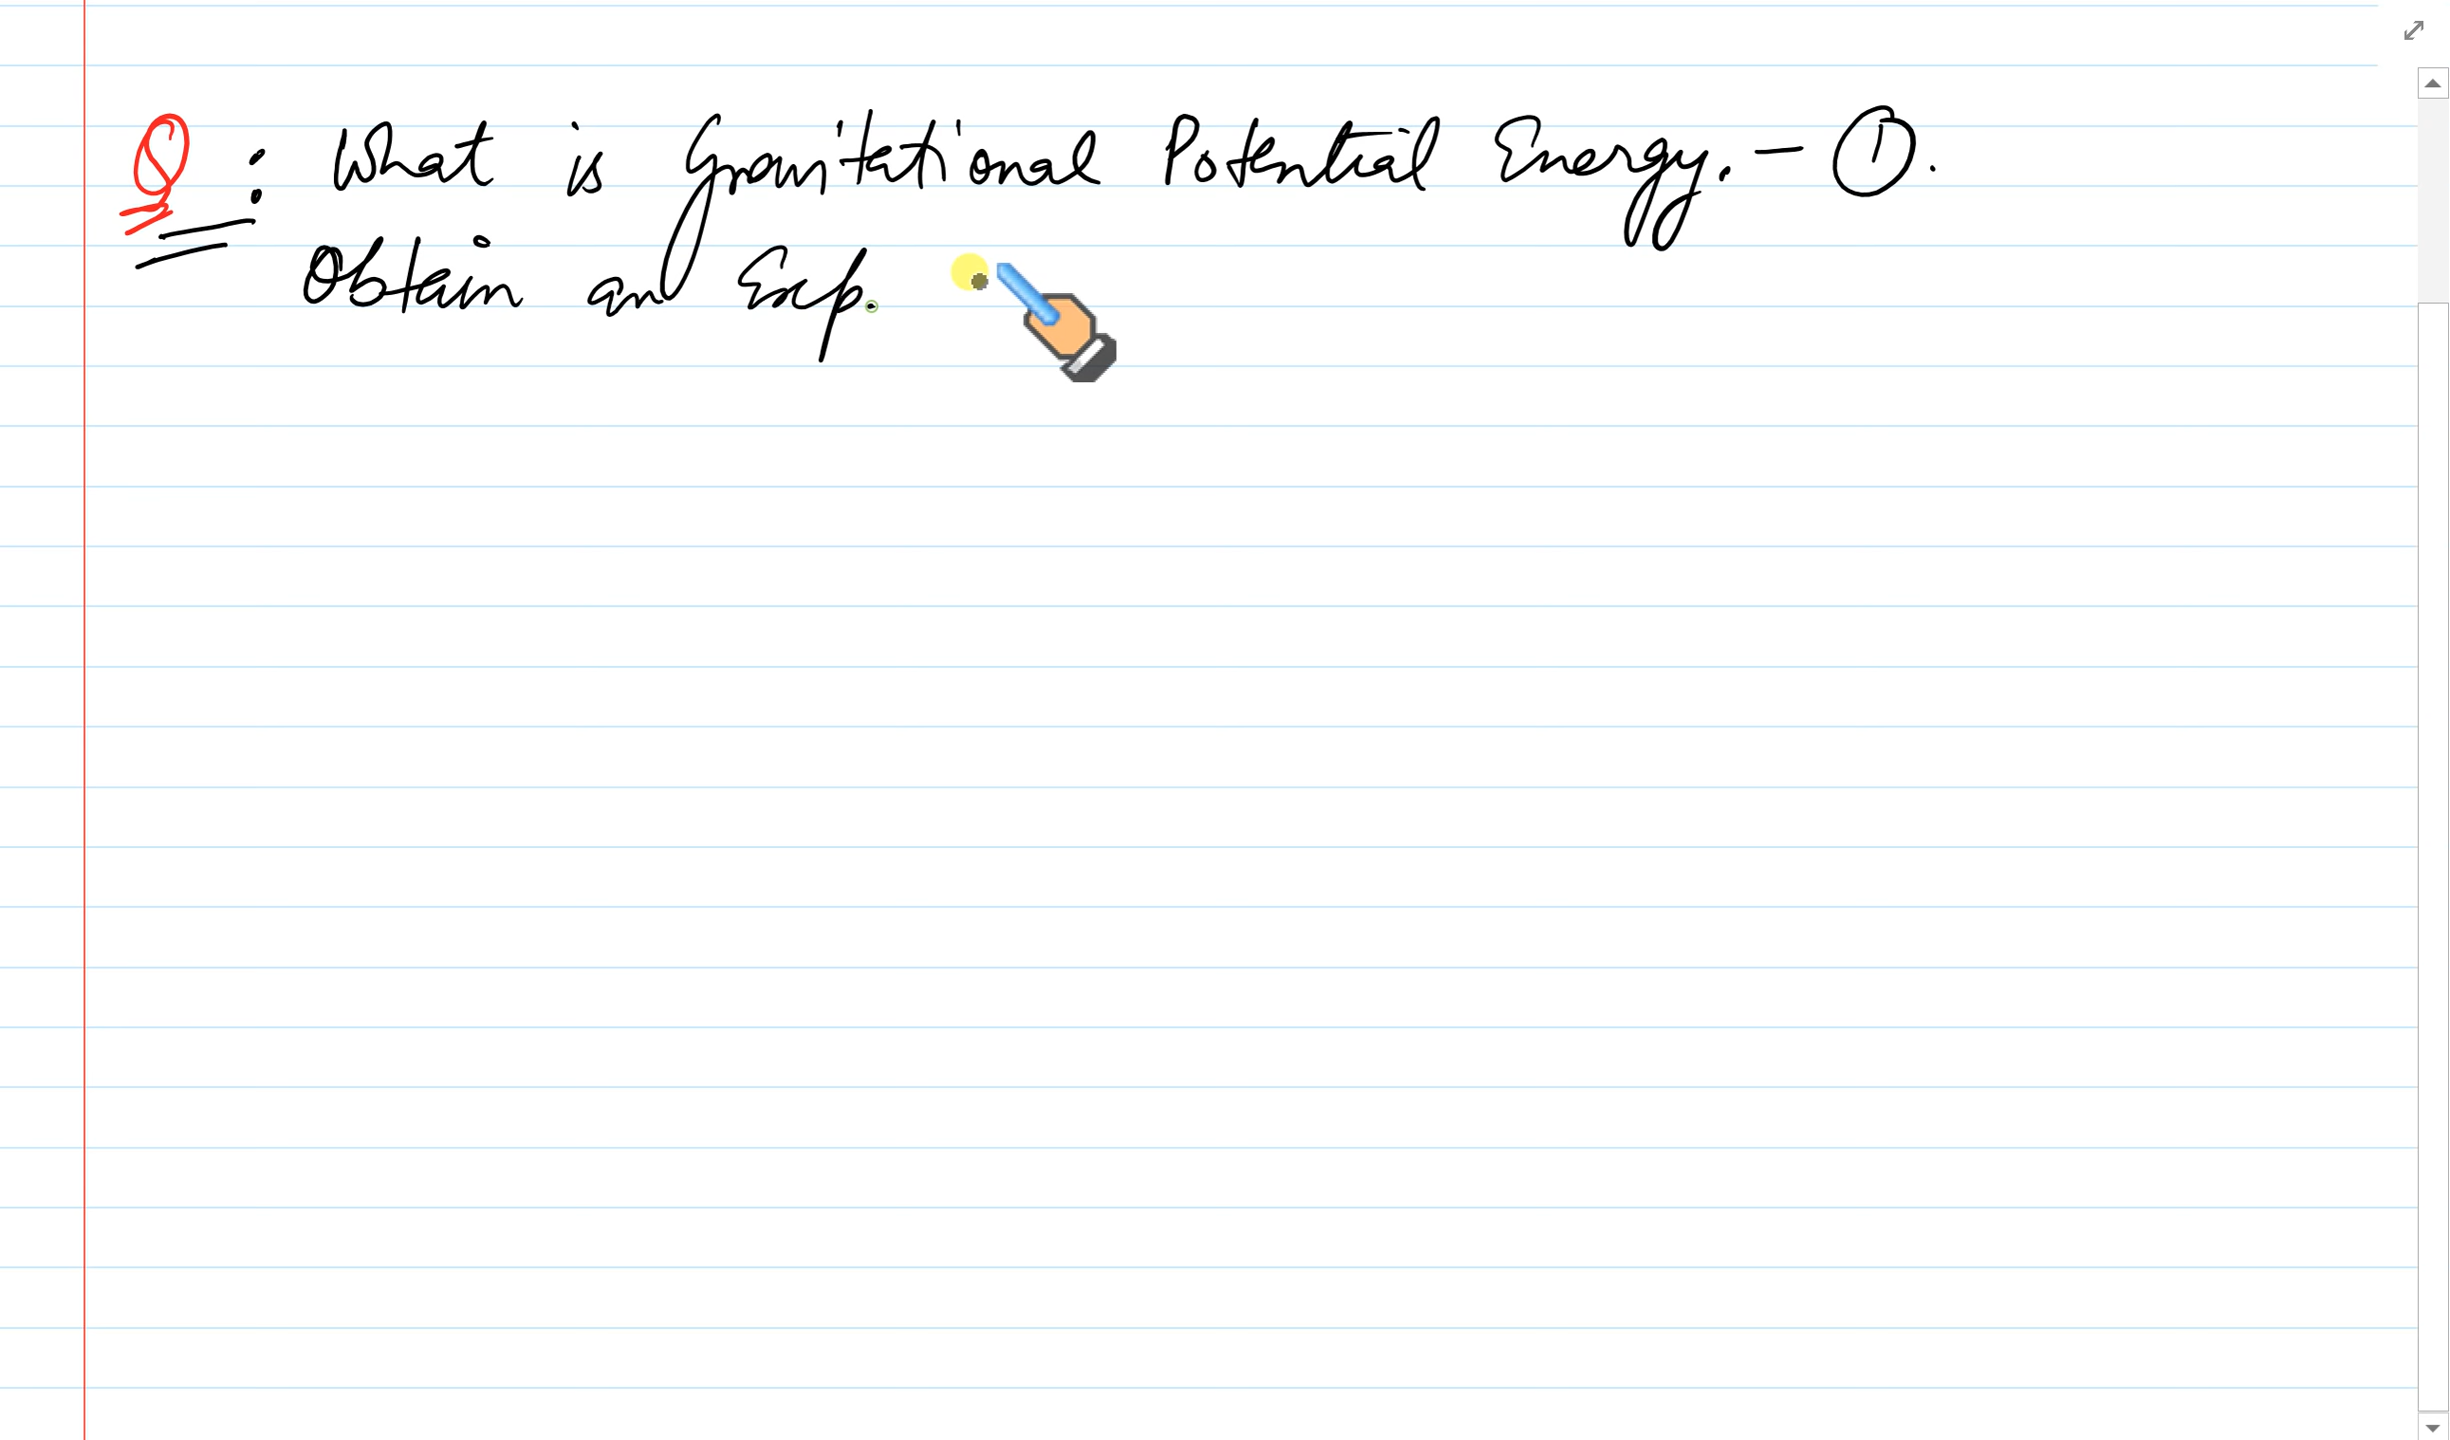 Q : What is Gravitational Potential Energy. - ①.
Obtain an Exp.